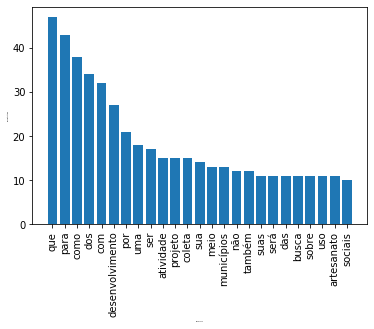 40
30
20
10
0
que
para
como
dos
com
desenvolvimento
por
uma
ser
atividade
projeto
coleta
sua
meio
municípios
não
também
suas
será
das
busca
sobre
uso
artesanato
sociais